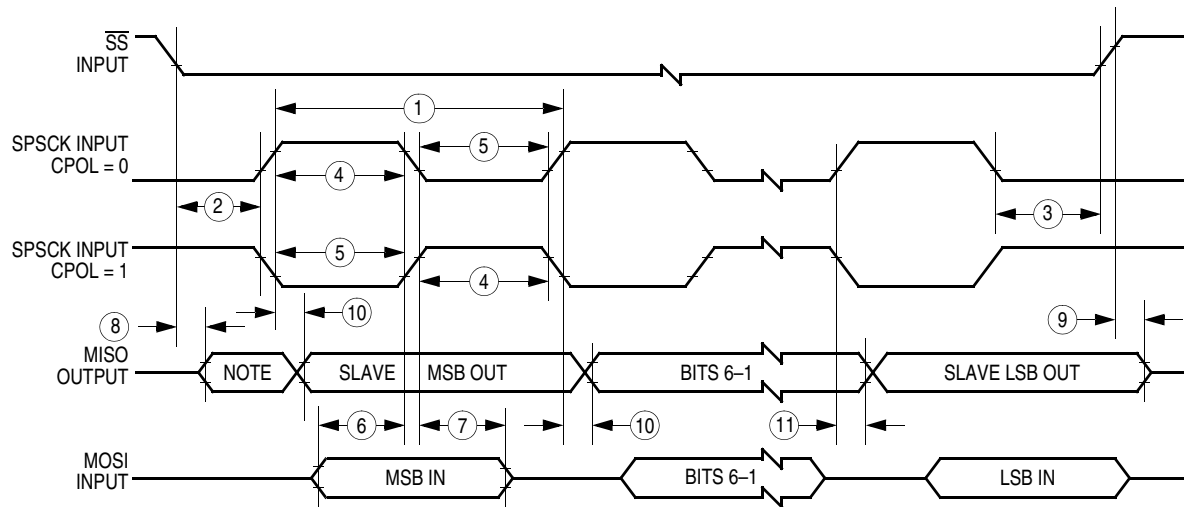 SS
INPUT
1
SPSCK INPUT
CPOL = 0
5
4
2
3
SPSCK INPUT
CPOL = 1
5
4
8
10
9
MISO
OUTPUT
NOTE
SLAVE
MSB OUT
BITS 6–1
SLAVE LSB OUT
6
7
10
11
MOSI
INPUT
MSB IN
BITS 6–1
LSB IN